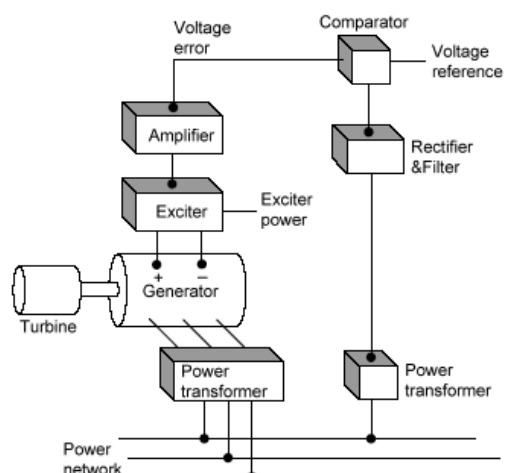 Comparator
Voltage
error
Voltage
reference
Amplifier
Rectifier
&Filter
Exciter
Exciter
power
+ –
Generator
Turbine
Power
transformer
Power
transformer
Power
network